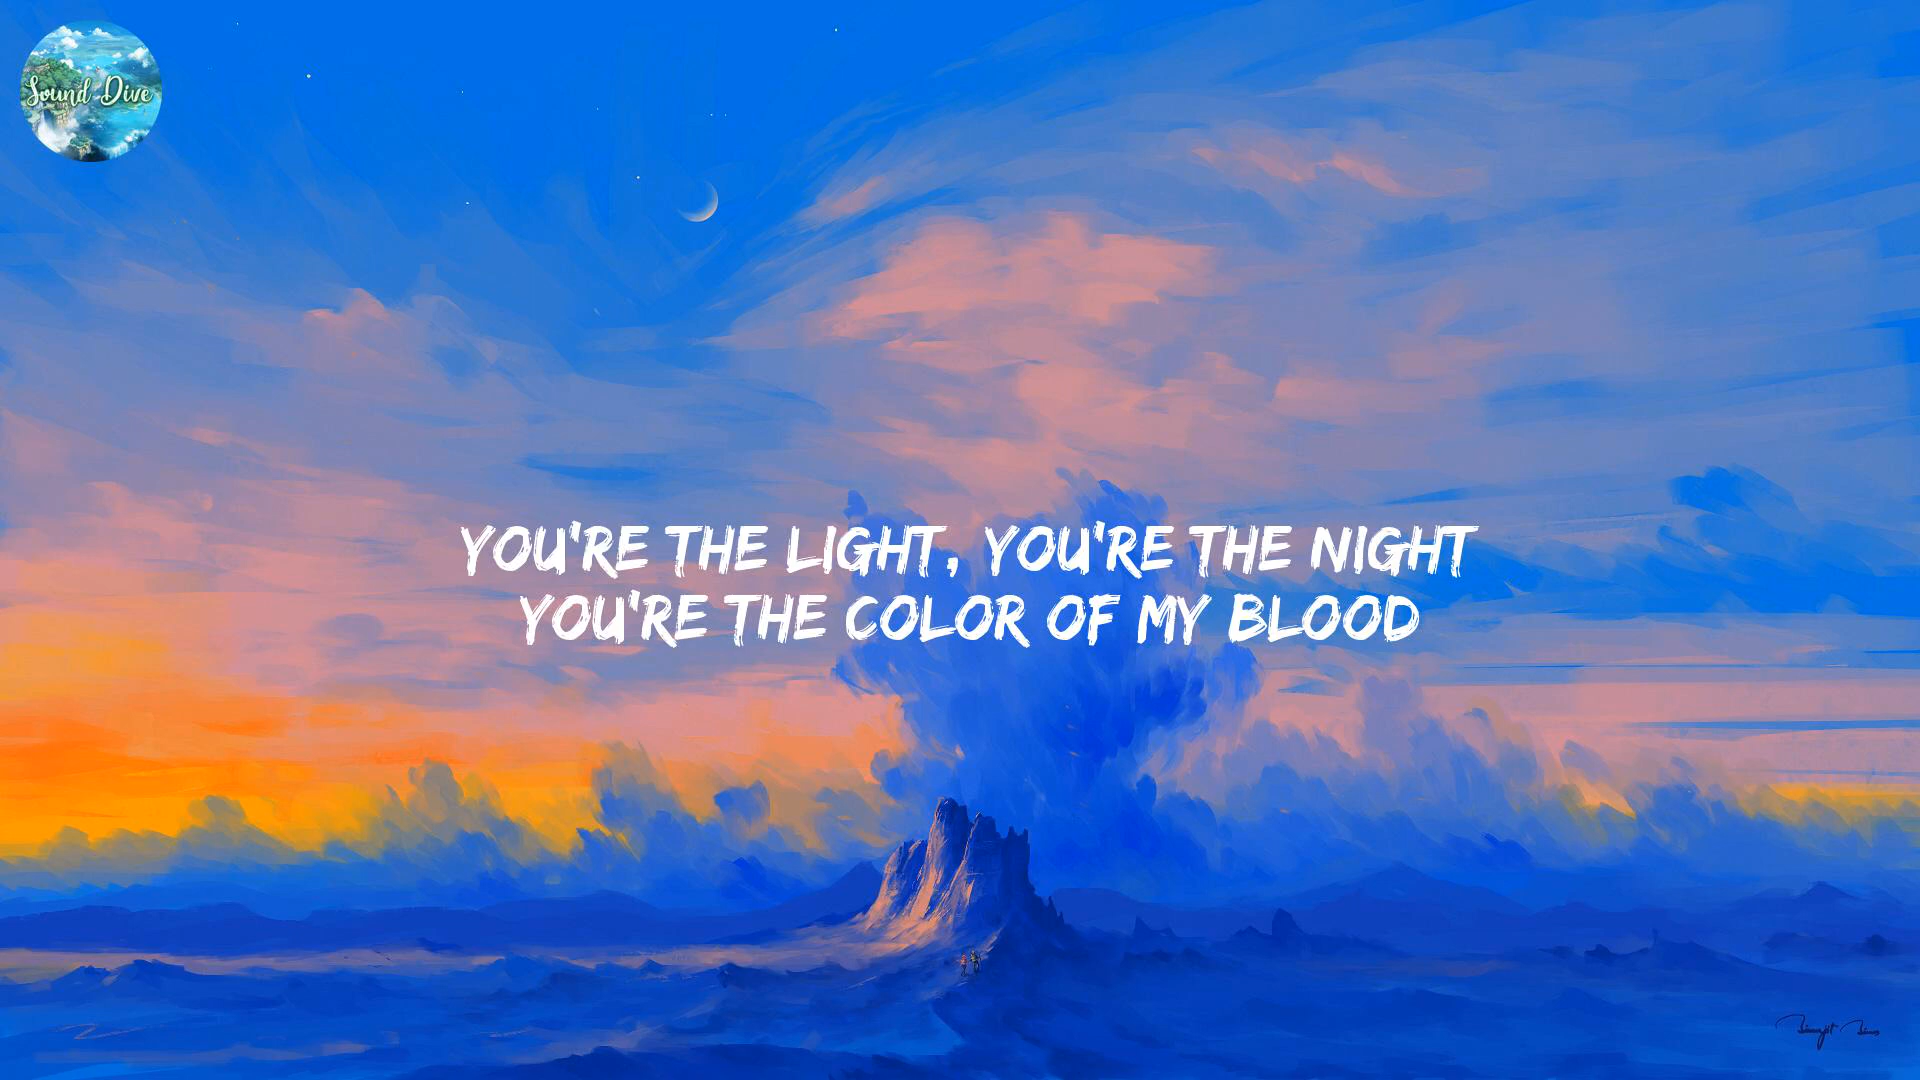 Sound Dive
YOU'RE THE LIGHT, YOU'RE THE NIGHT
YOU'RE THE COLOR OF MY BLOOD